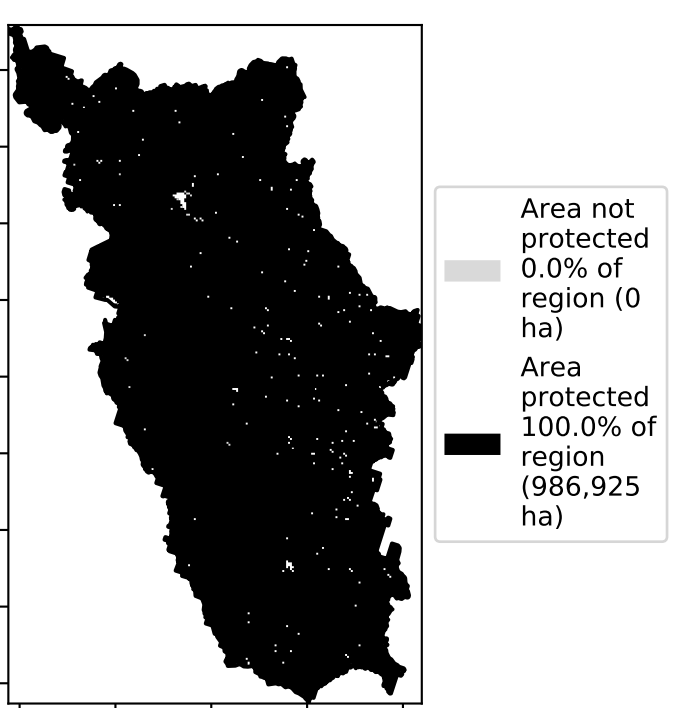 Area not
protected
0.0% of
region (0
ha)
Area
protected
100.0% of
region
(986,925
ha)